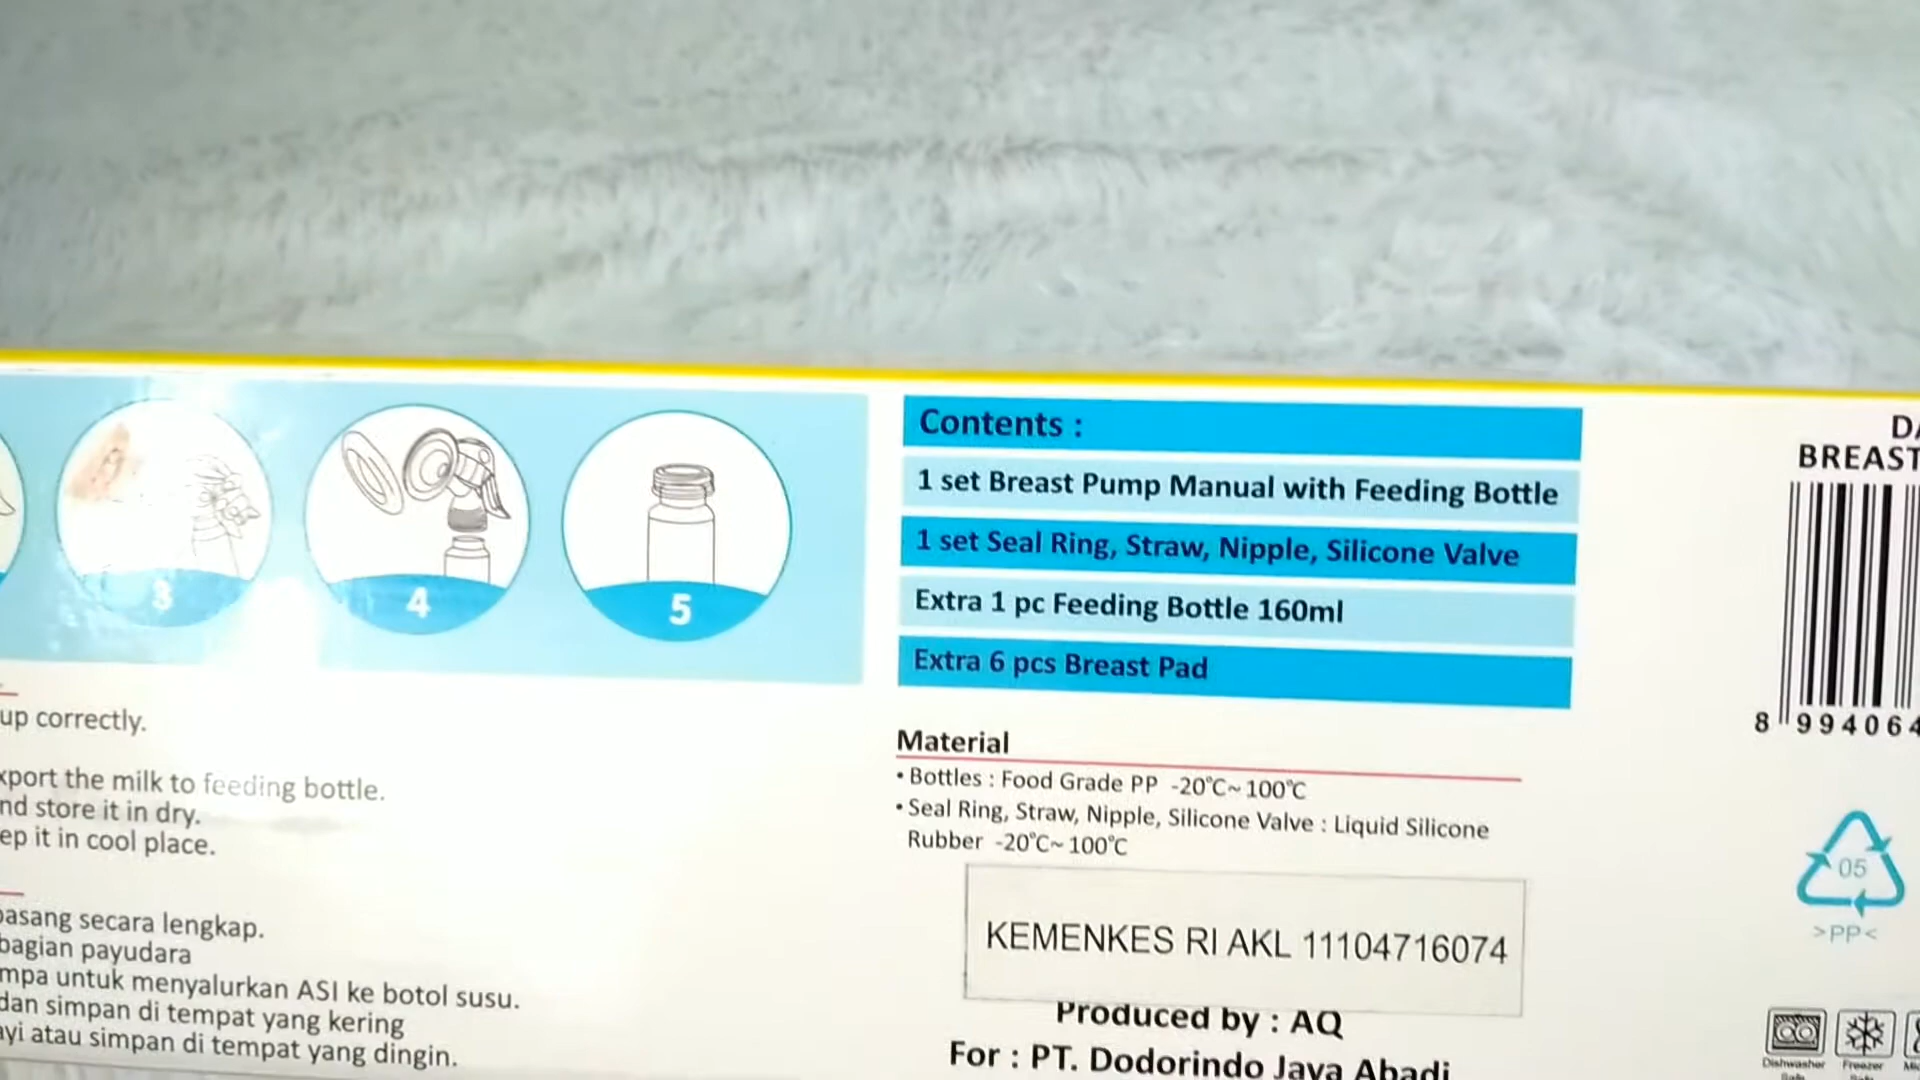 3
4
5
up correctly.
xport the milk to feeding bottle.
nd store it in dry.
ep it in cool place.
pasang secara lengkap.
bagian payudara
mpa untuk menyalurkan ASI ke botol susu.
dan simpan di tempat yang kering
ayi atau simpan di tempat yang dingin.
Contents :
1 set Breast Pump Manual with Feeding Bottle
1 set Seal Ring, Straw, Nipple, Silicone Valve
Extra 1 pc Feeding Bottle 160ml
Extra 6 pcs Breast Pad
Material
• Bottles : Food Grade PP -20°C~ 100°C
• Seal Ring, Straw, Nipple, Silicone Valve : Liquid Silicone
Rubber -20°C~ 100°C
KEMENKES RI AKL 11104716074
Produced by : AQ
For : PT. Dodorindo Jaya Abadi
DA
BREAST
8 994064
05
>PP<
Dishwasher
Safe
Freezer
Safe